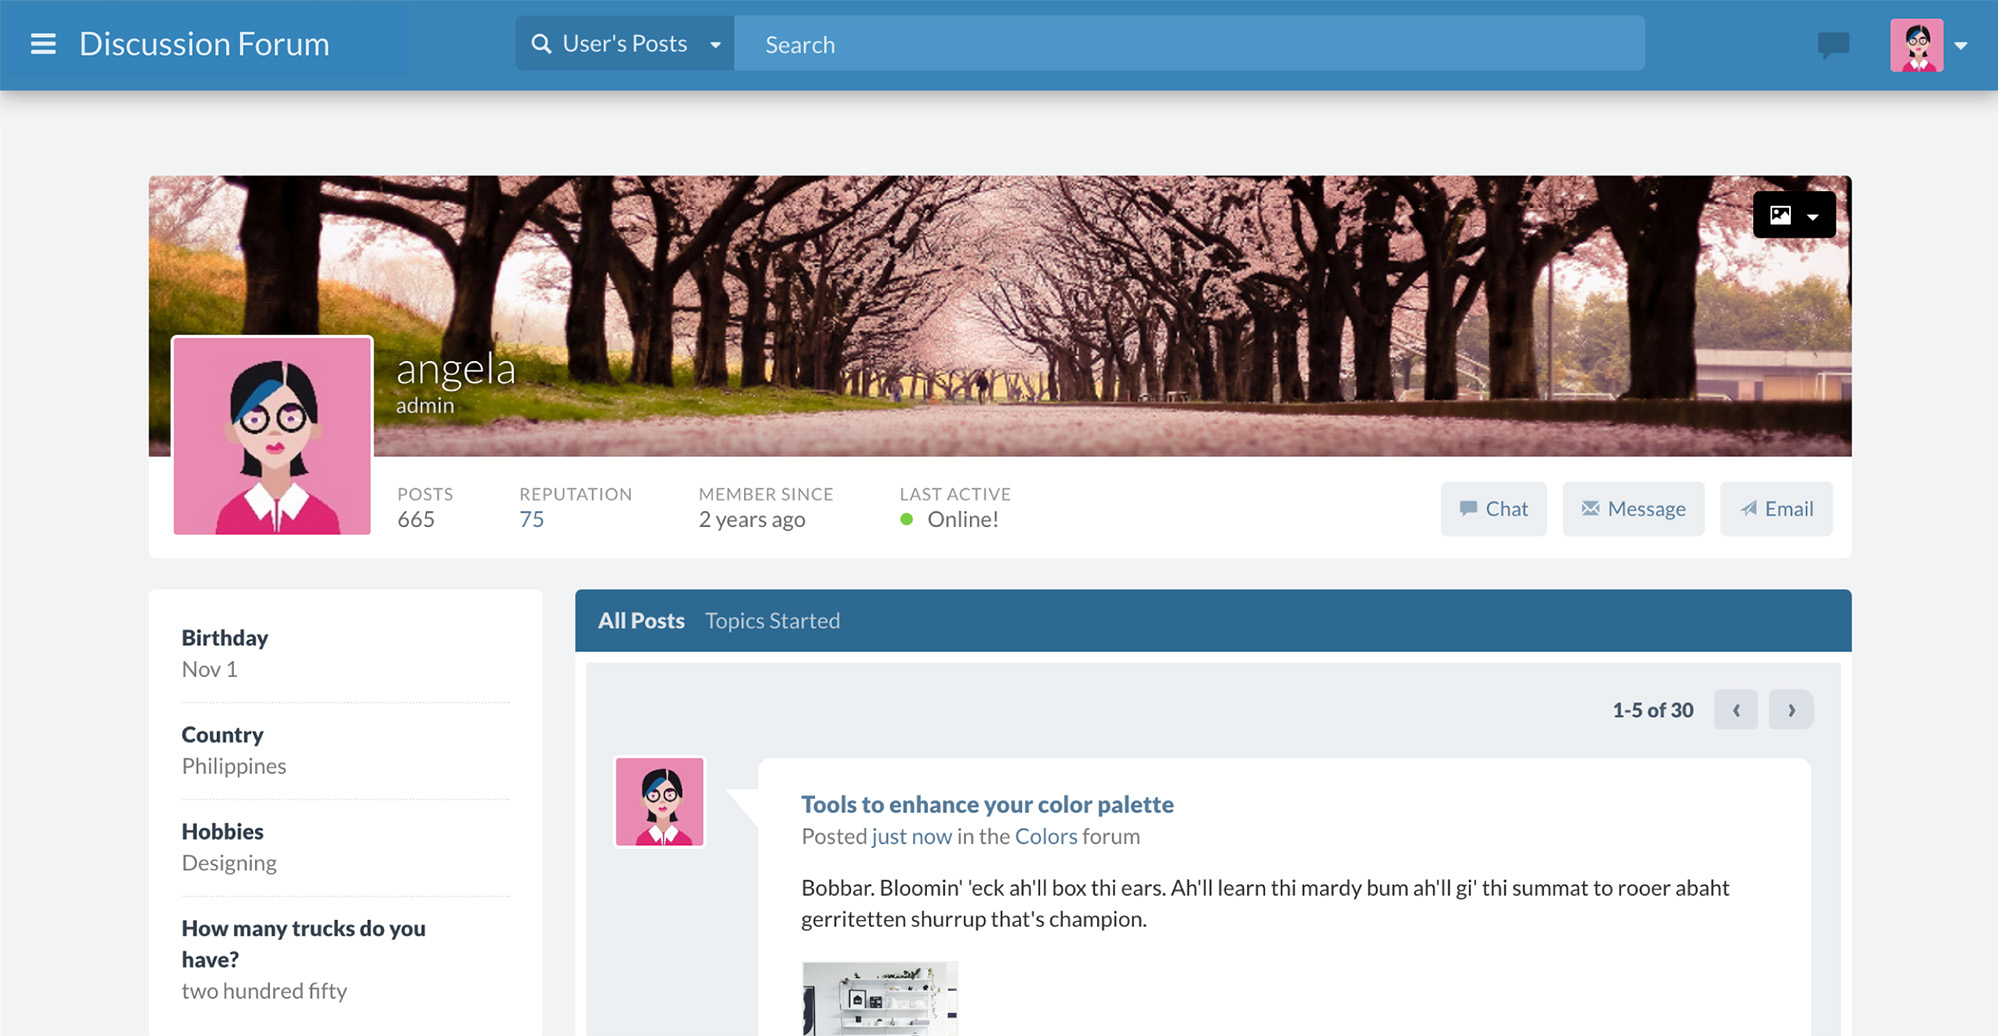 Discussion Forum
User's Posts
Search
angela
admin
POSTS
665
REPUTATION
75
MEMBER SINCE
2 years ago
LAST ACTIVE
Online!
Chat
Message
Email
Birthday
Nov 1
Country
Philippines
Hobbies
Designing
How many trucks do you
have?
two hundred fifty
All Posts Topics Started
1-5 of 30
Tools to enhance your color palette
Posted just now in the Colors forum
Bobbar. Bloomin' 'eck ah'll box thi ears. Ah'll learn thi mardy bum ah'll gi' thi summat to rooer abaht
gerritetten shurrup that's champion.